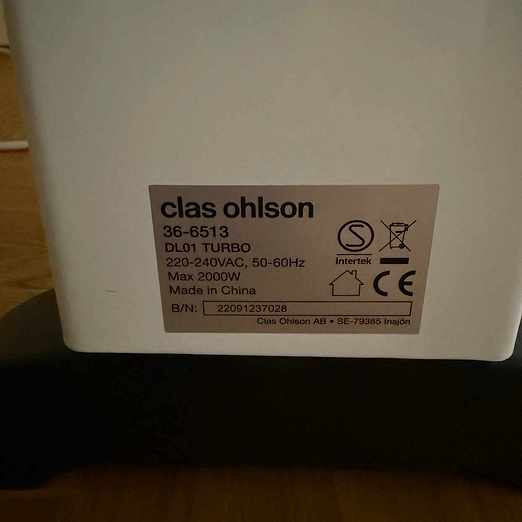 clas ohlson
36-6513
DL01 TURBO
220-240VAC, 50-60Hz
Max 2000W
Made in China
B/N: 22091237028
Clas Ohlson AB • SE-79385 Insjön
S
Intertek
CE